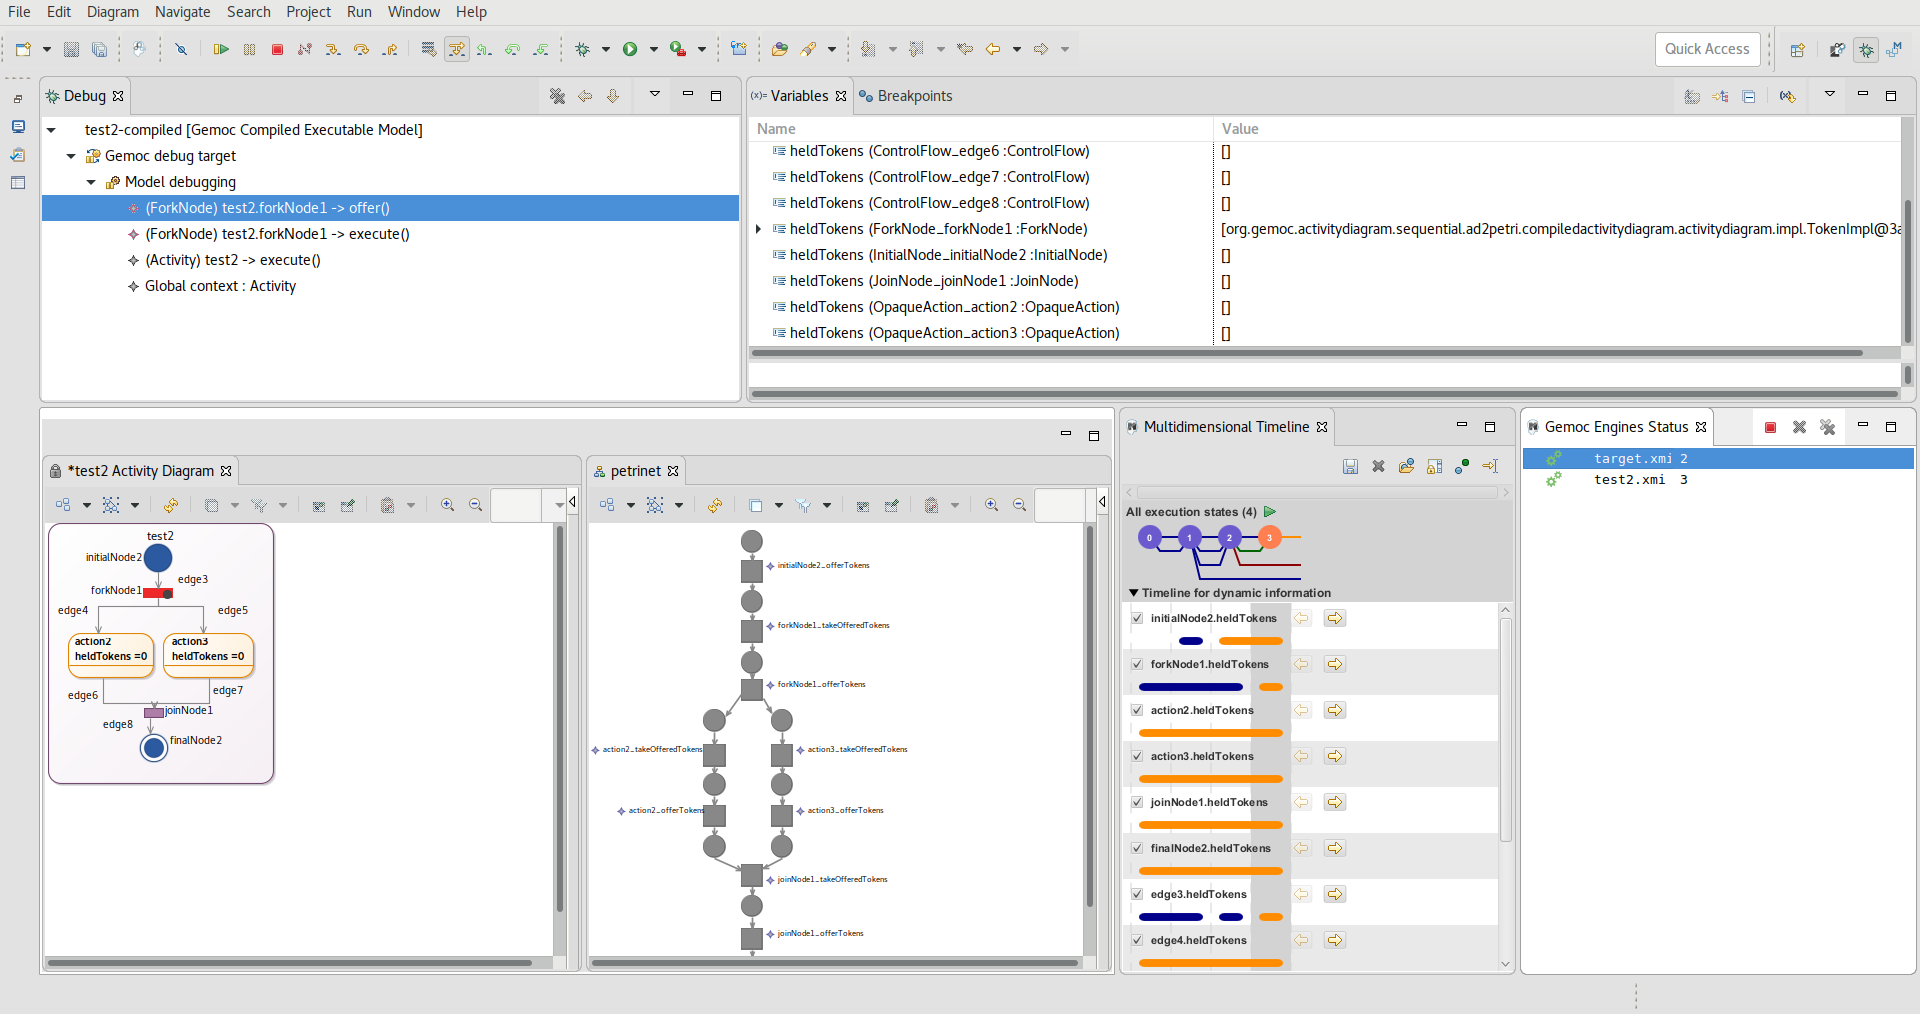 File Edit Diagram Navigate Search Project Run Window Help
Quick Access
Debug
test2-compiled [Gemoc Compiled Executable Model]
Gemoc debug target
Model debugging
(ForkNode) test2.forkNode1 -> offer()
(ForkNode) test2.forkNode1 -> execute()
(Activity) test2 -> execute()
Global context : Activity
(x)= Variables Breakpoints
Name Value
heldTokens (ControlFlow_edge6 :ControlFlow) []
heldTokens (ControlFlow_edge7 :ControlFlow) []
heldTokens (ControlFlow_edge8 :ControlFlow) []
heldTokens (ForkNode_forkNode1 :ForkNode) [org.gemoc.activitydiagram.sequential.ad2petri.compiledactivitydiagram.activitydiagram.impl.TokenImpl@3a
heldTokens (InitialNode_initialNode2 :InitialNode) []
heldTokens (JoinNode_joinNode1 :JoinNode) []
heldTokens (OpaqueAction_action2 :OpaqueAction) []
heldTokens (OpaqueAction_action3 :OpaqueAction) []
*test2 Activity Diagram
test2
initialNode2
edge3
forkNode1
edge4 edge5
action2 action3
heldTokens =0 heldTokens =0
edge6 edge7
joinNode1
edge8
finalNode2
petrinet
initialNode2_offerTokens
forkNode1_takeOfferedTokens
forkNode1_offerTokens
action2_takeOfferedTokens action3_takeOfferedTokens
action2_offerTokens action3_offerTokens
joinNode1_takeOfferedTokens
joinNode1_offerTokens
Multidimensional Timeline
All execution states (4)
0 1 2 3
Timeline for dynamic information
initialNode2.heldTokens
forkNode1.heldTokens
action2.heldTokens
action3.heldTokens
joinNode1.heldTokens
finalNode2.heldTokens
edge3.heldTokens
edge4.heldTokens
Gemoc Engines Status
target.xmi 2
test2.xmi 3